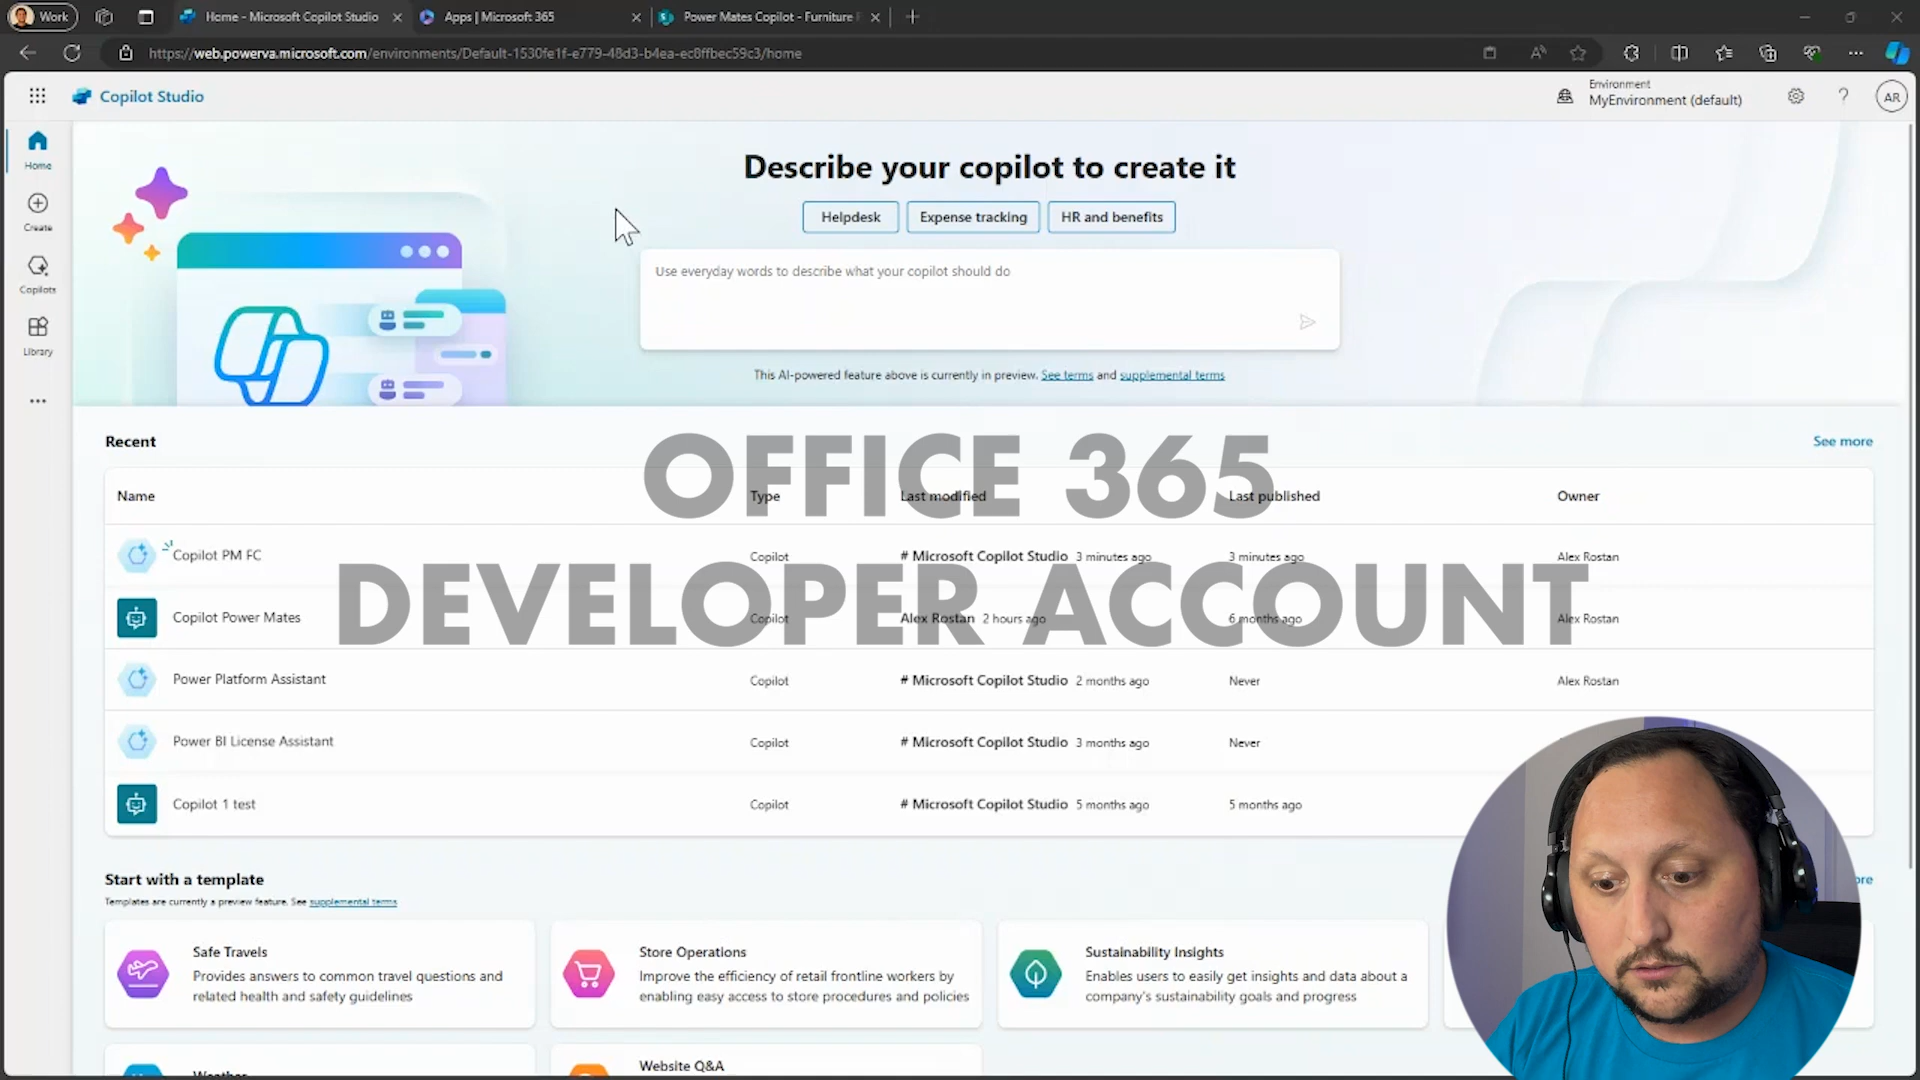 Work
Home - Microsoft Copilot Studio
Apps | Microsoft 365
Power Mates Copilot - Furniture
https://web.powerva.microsoft.com/environments/Default-1530fe1f-e779-48d3-b4ea-ec8ffbec59c3/home
Copilot Studio
Environment
MyEnvironment (default)
?
AR
Home
Create
Copilots
Library
Describe your copilot to create it
Helpdesk
Expense tracking
HR and benefits
Use everyday words to describe what your copilot should do
This AI-powered feature above is currently in preview. See terms and supplemental terms
Recent
See more
OFFICE 365
DEVELOPER ACCOUNT
Name
Type
Last modified
Last published
Owner
Copilot PM FC
Copilot
# Microsoft Copilot Studio 3 minutes ago
3 minutes ago
Alex Rostan
Copilot Power Mates
Copilot
Alex Rostan 2 hours ago
6 months ago
Alex Rostan
Power Platform Assistant
Copilot
# Microsoft Copilot Studio 2 months ago
Never
Alex Rostan
Power BI License Assistant
Copilot
# Microsoft Copilot Studio 3 months ago
Never
Copilot 1 test
Copilot
# Microsoft Copilot Studio 5 months ago
5 months ago
Start with a template
Templates are currently a preview feature. See supplemental terms
Safe Travels
Provides answers to common travel questions and
related health and safety guidelines
Store Operations
Improve the efficiency of retail frontline workers by
enabling easy access to store procedures and policies
Sustainability Insights
Enables users to easily get insights and data about a
company's sustainability goals and progress
Weather
Website Q&A